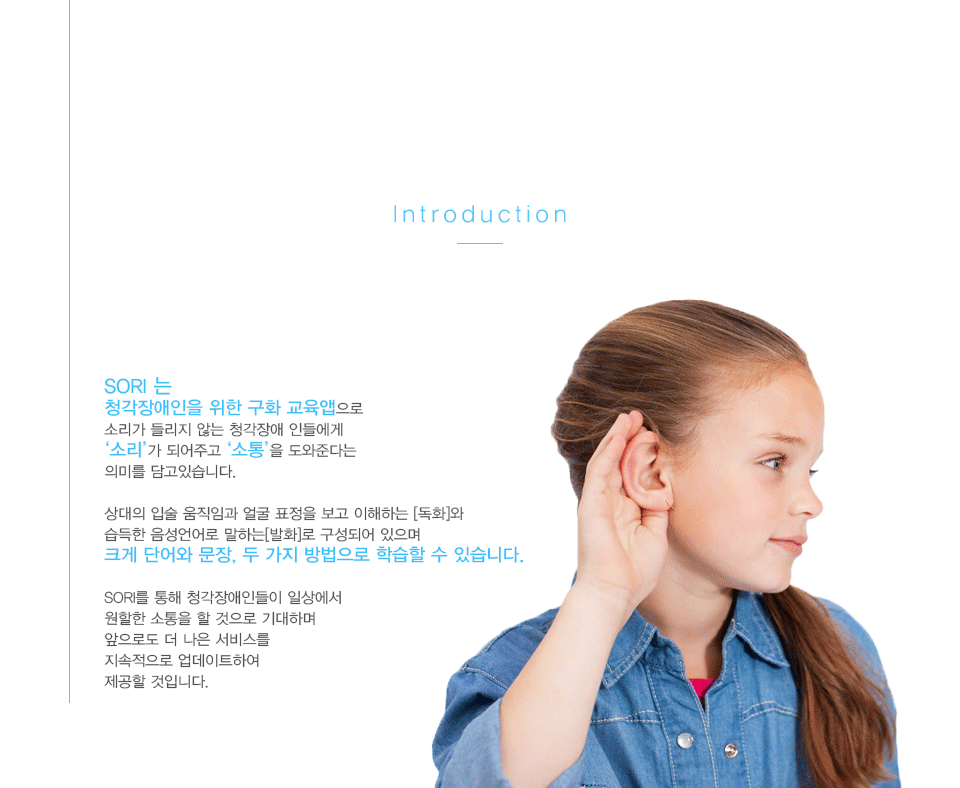 Introduction
SORI 는
청각장애인을 위한 구화 교육앱으로
소리가 들리지 않는 청각장애 인들에게
‘소리’가 되어주고 ‘소통’을 도와준다는
의미를 담고있습니다.
상대의 입술 움직임과 얼굴 표정을 보고 이해하는 [독화]와
습득한 음성언어로 말하는[발화]로 구성되어 있으며
크게 단어와 문장, 두 가지 방법으로 학습할 수 있습니다.
SORI를 통해 청각장애인들이 일상에서
원할한 소통을 할 것으로 기대하며
앞으로도 더 나은 서비스를
지속적으로 업데이트하여
제공할 것입니다.